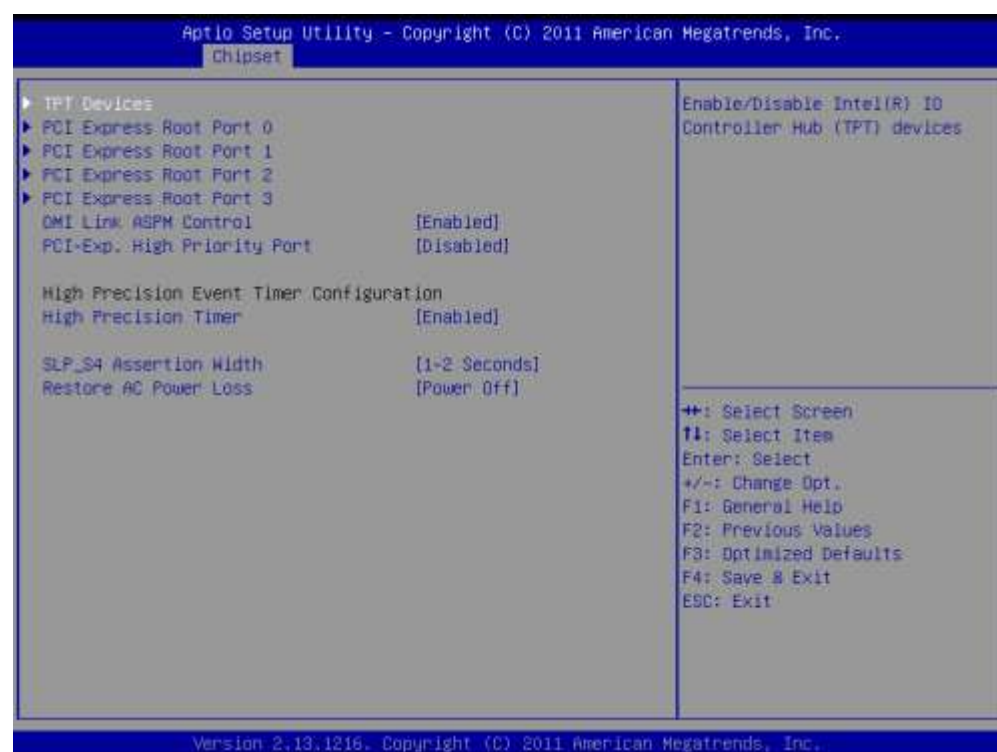 Aptio Setup Utility - Copyright (C) 2011 American Megatrends, Inc.
Chipset
TPT Devices
PCI Express Root Port 0
PCI Express Root Port 1
PCI Express Root Port 2
PCI Express Root Port 3
DMI Link ASPM Control [Enabled]
PCI-Exp. High Priority Port [Disabled]
High Precision Event Timer Configuration
High Precision Timer [Enabled]
SLP_S4 Assertion Width [1-2 Seconds]
Restore AC Power Loss [Power Off]
Enable/Disable Intel(R) IO
Controller Hub (TPT) devices
→←: Select Screen
↑↓: Select Item
Enter: Select
+/-: Change Opt.
F1: General Help
F2: Previous Values
F3: Optimized Defaults
F4: Save & Exit
ESC: Exit
Version 2.13.1216. Copyright (C) 2011 American Megatrends, Inc.